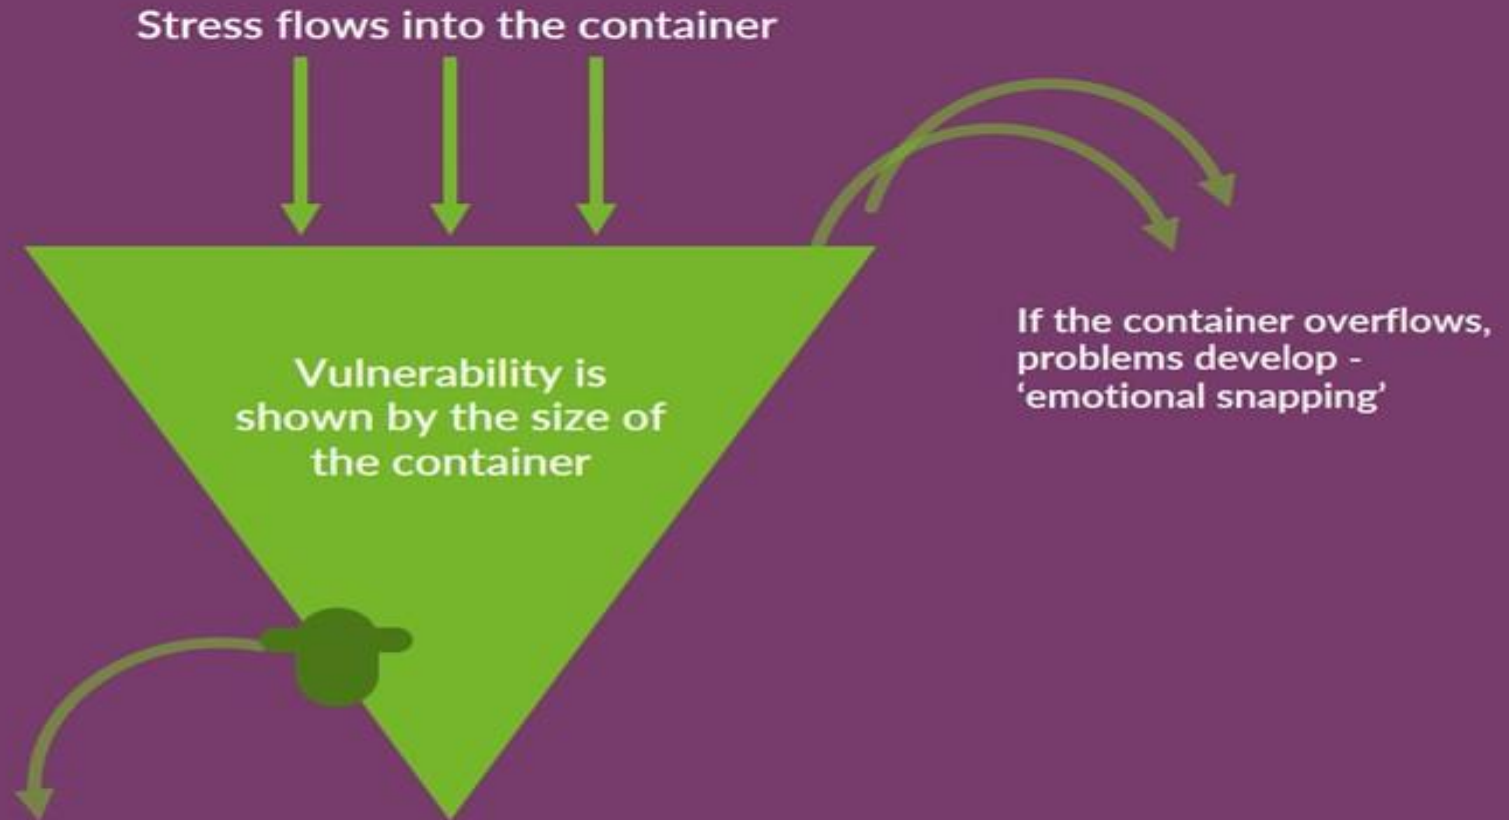 Stress flows into the container
Vulnerability is
shown by the size of
the container
If the container overflows,
problems develop -
‘emotional snapping’